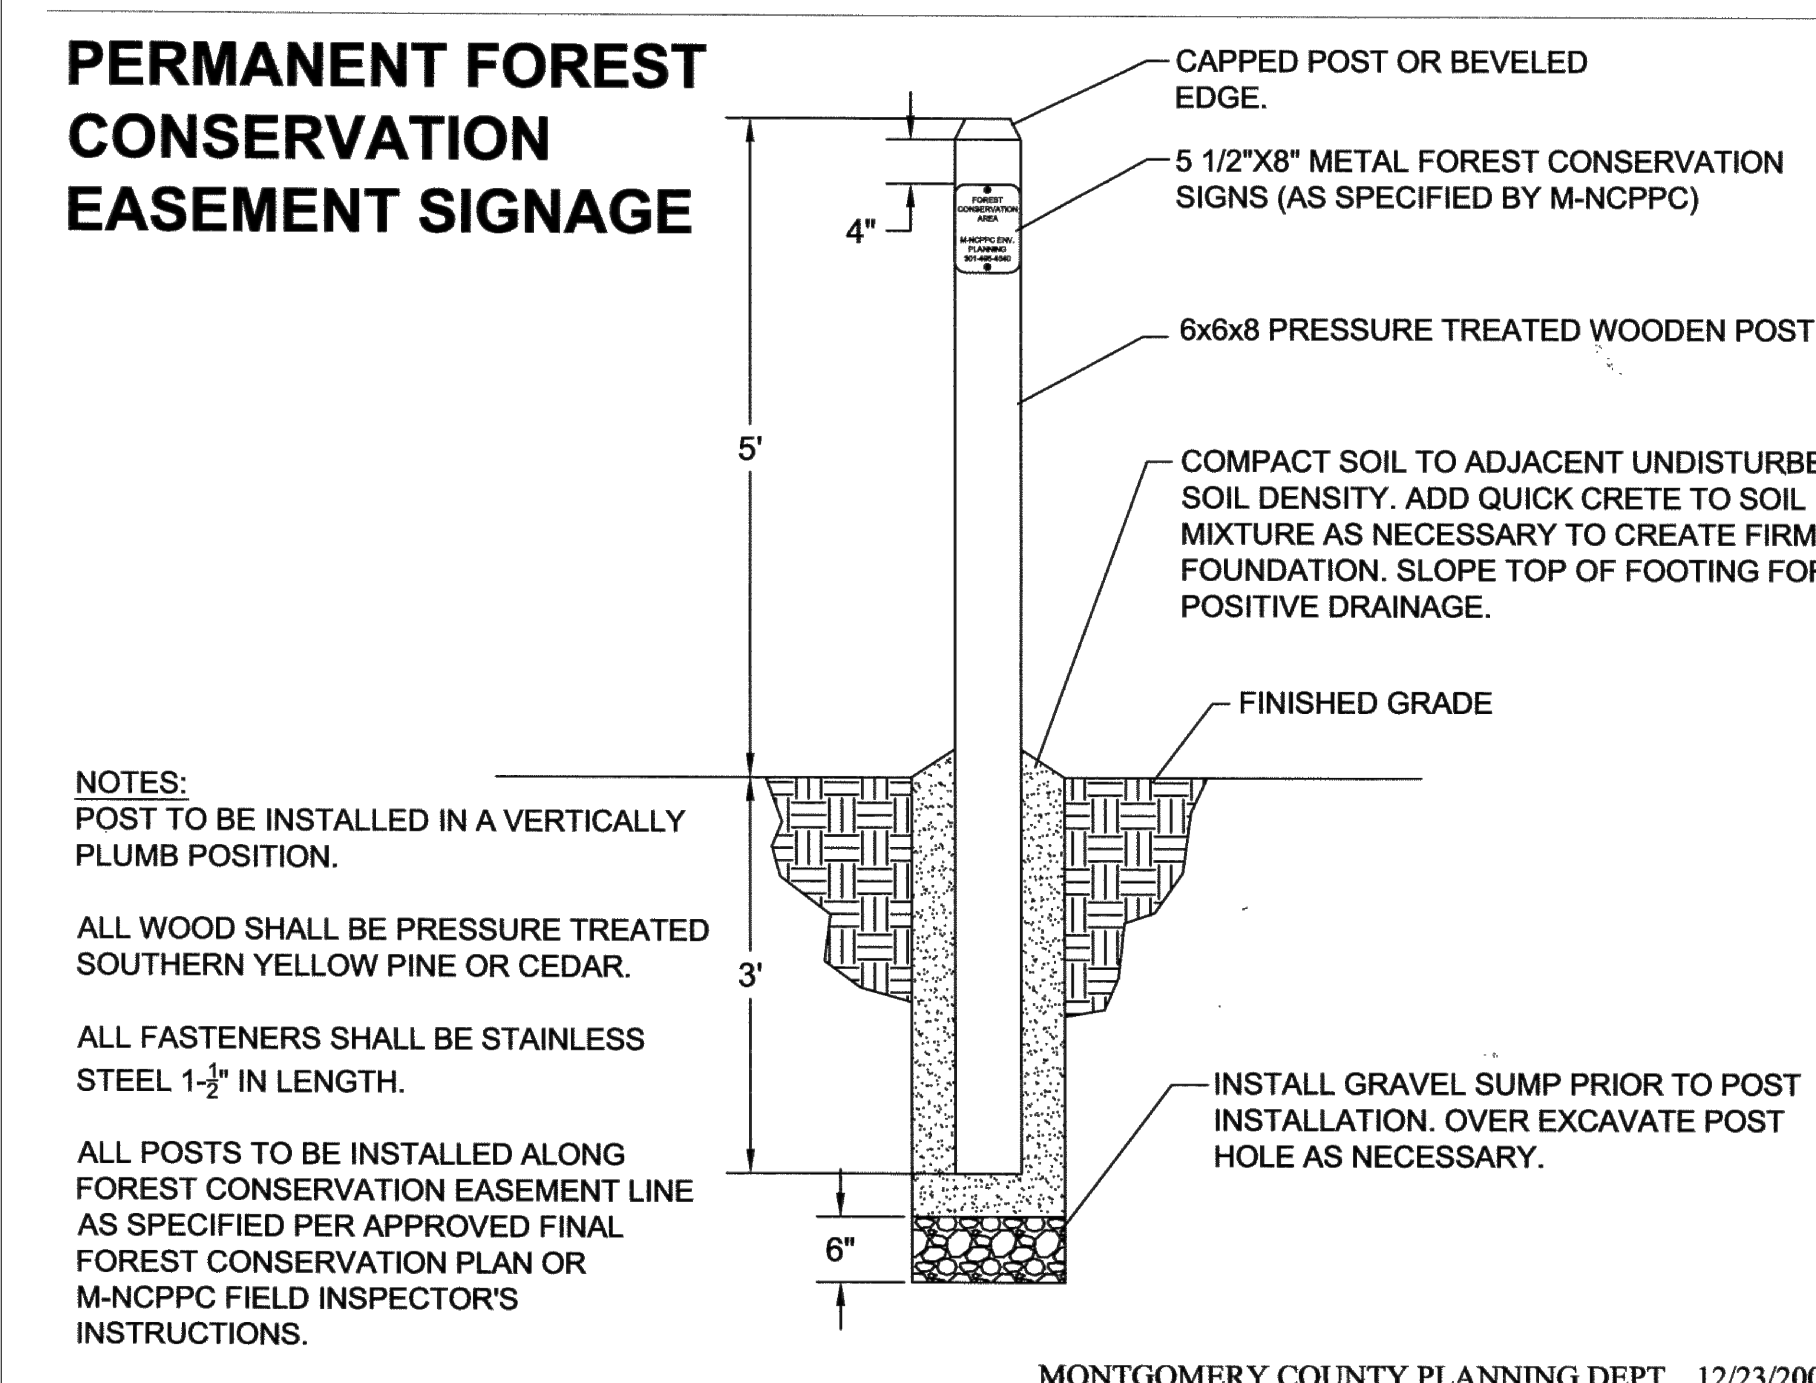 PERMANENT FOREST
CONSERVATION
EASEMENT SIGNAGE
CAPPED POST OR BEVELED
EDGE.
5 1/2"X8" METAL FOREST CONSERVATION
SIGNS (AS SPECIFIED BY M-NCPPC)
4"
FOREST
CONSERVATION
AREA
M-NCPPC ENV.
PLANNING
6x6x8 PRESSURE TREATED WOODEN POST
5'
COMPACT SOIL TO ADJACENT UNDISTURBE
SOIL DENSITY. ADD QUICK CRETE TO SOIL
MIXTURE AS NECESSARY TO CREATE FIRM
FOUNDATION. SLOPE TOP OF FOOTING FOR
POSITIVE DRAINAGE.
FINISHED GRADE
NOTES:
POST TO BE INSTALLED IN A VERTICALLY
PLUMB POSITION.
ALL WOOD SHALL BE PRESSURE TREATED
SOUTHERN YELLOW PINE OR CEDAR.
3'
ALL FASTENERS SHALL BE STAINLESS
STEEL 1-1/2" IN LENGTH.
INSTALL GRAVEL SUMP PRIOR TO POST
INSTALLATION. OVER EXCAVATE POST
HOLE AS NECESSARY.
ALL POSTS TO BE INSTALLED ALONG
FOREST CONSERVATION EASEMENT LINE
AS SPECIFIED PER APPROVED FINAL
FOREST CONSERVATION PLAN OR
M-NCPPC FIELD INSPECTOR'S
INSTRUCTIONS.
6"
MONTGOMERY COUNTY PLANNING DEPT 12/23/200